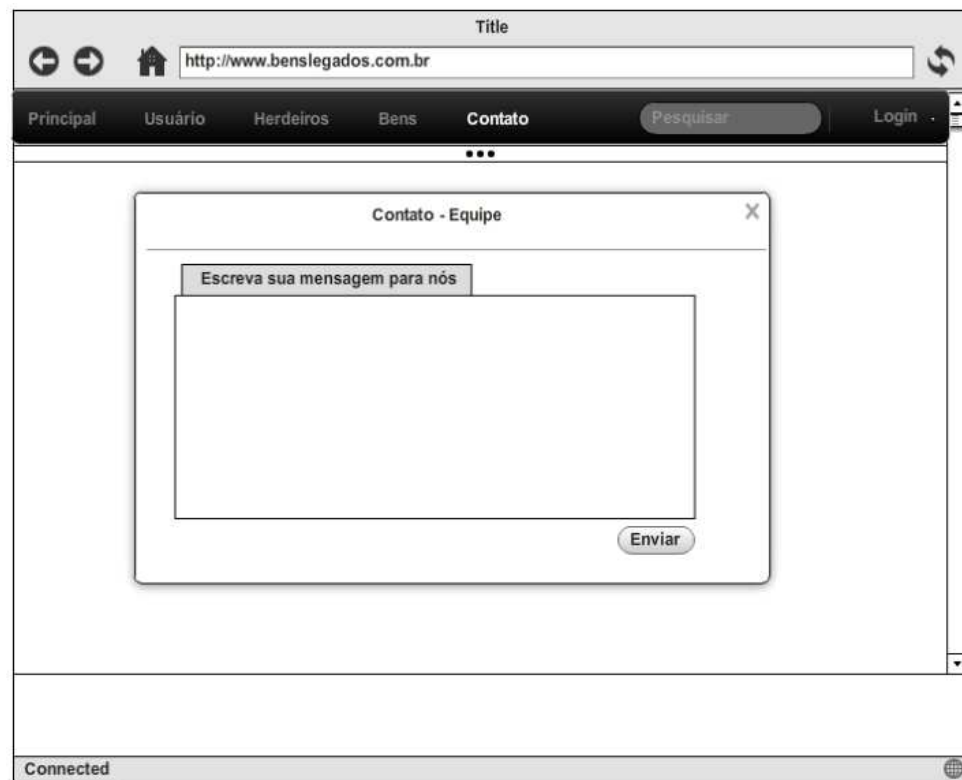 Title
http://www.benslegados.com.br
Principal Usuário Herdeiros Bens Contato Pesquisar Login
Contato - Equipe X
Escreva sua mensagem para nós
Enviar
Connected